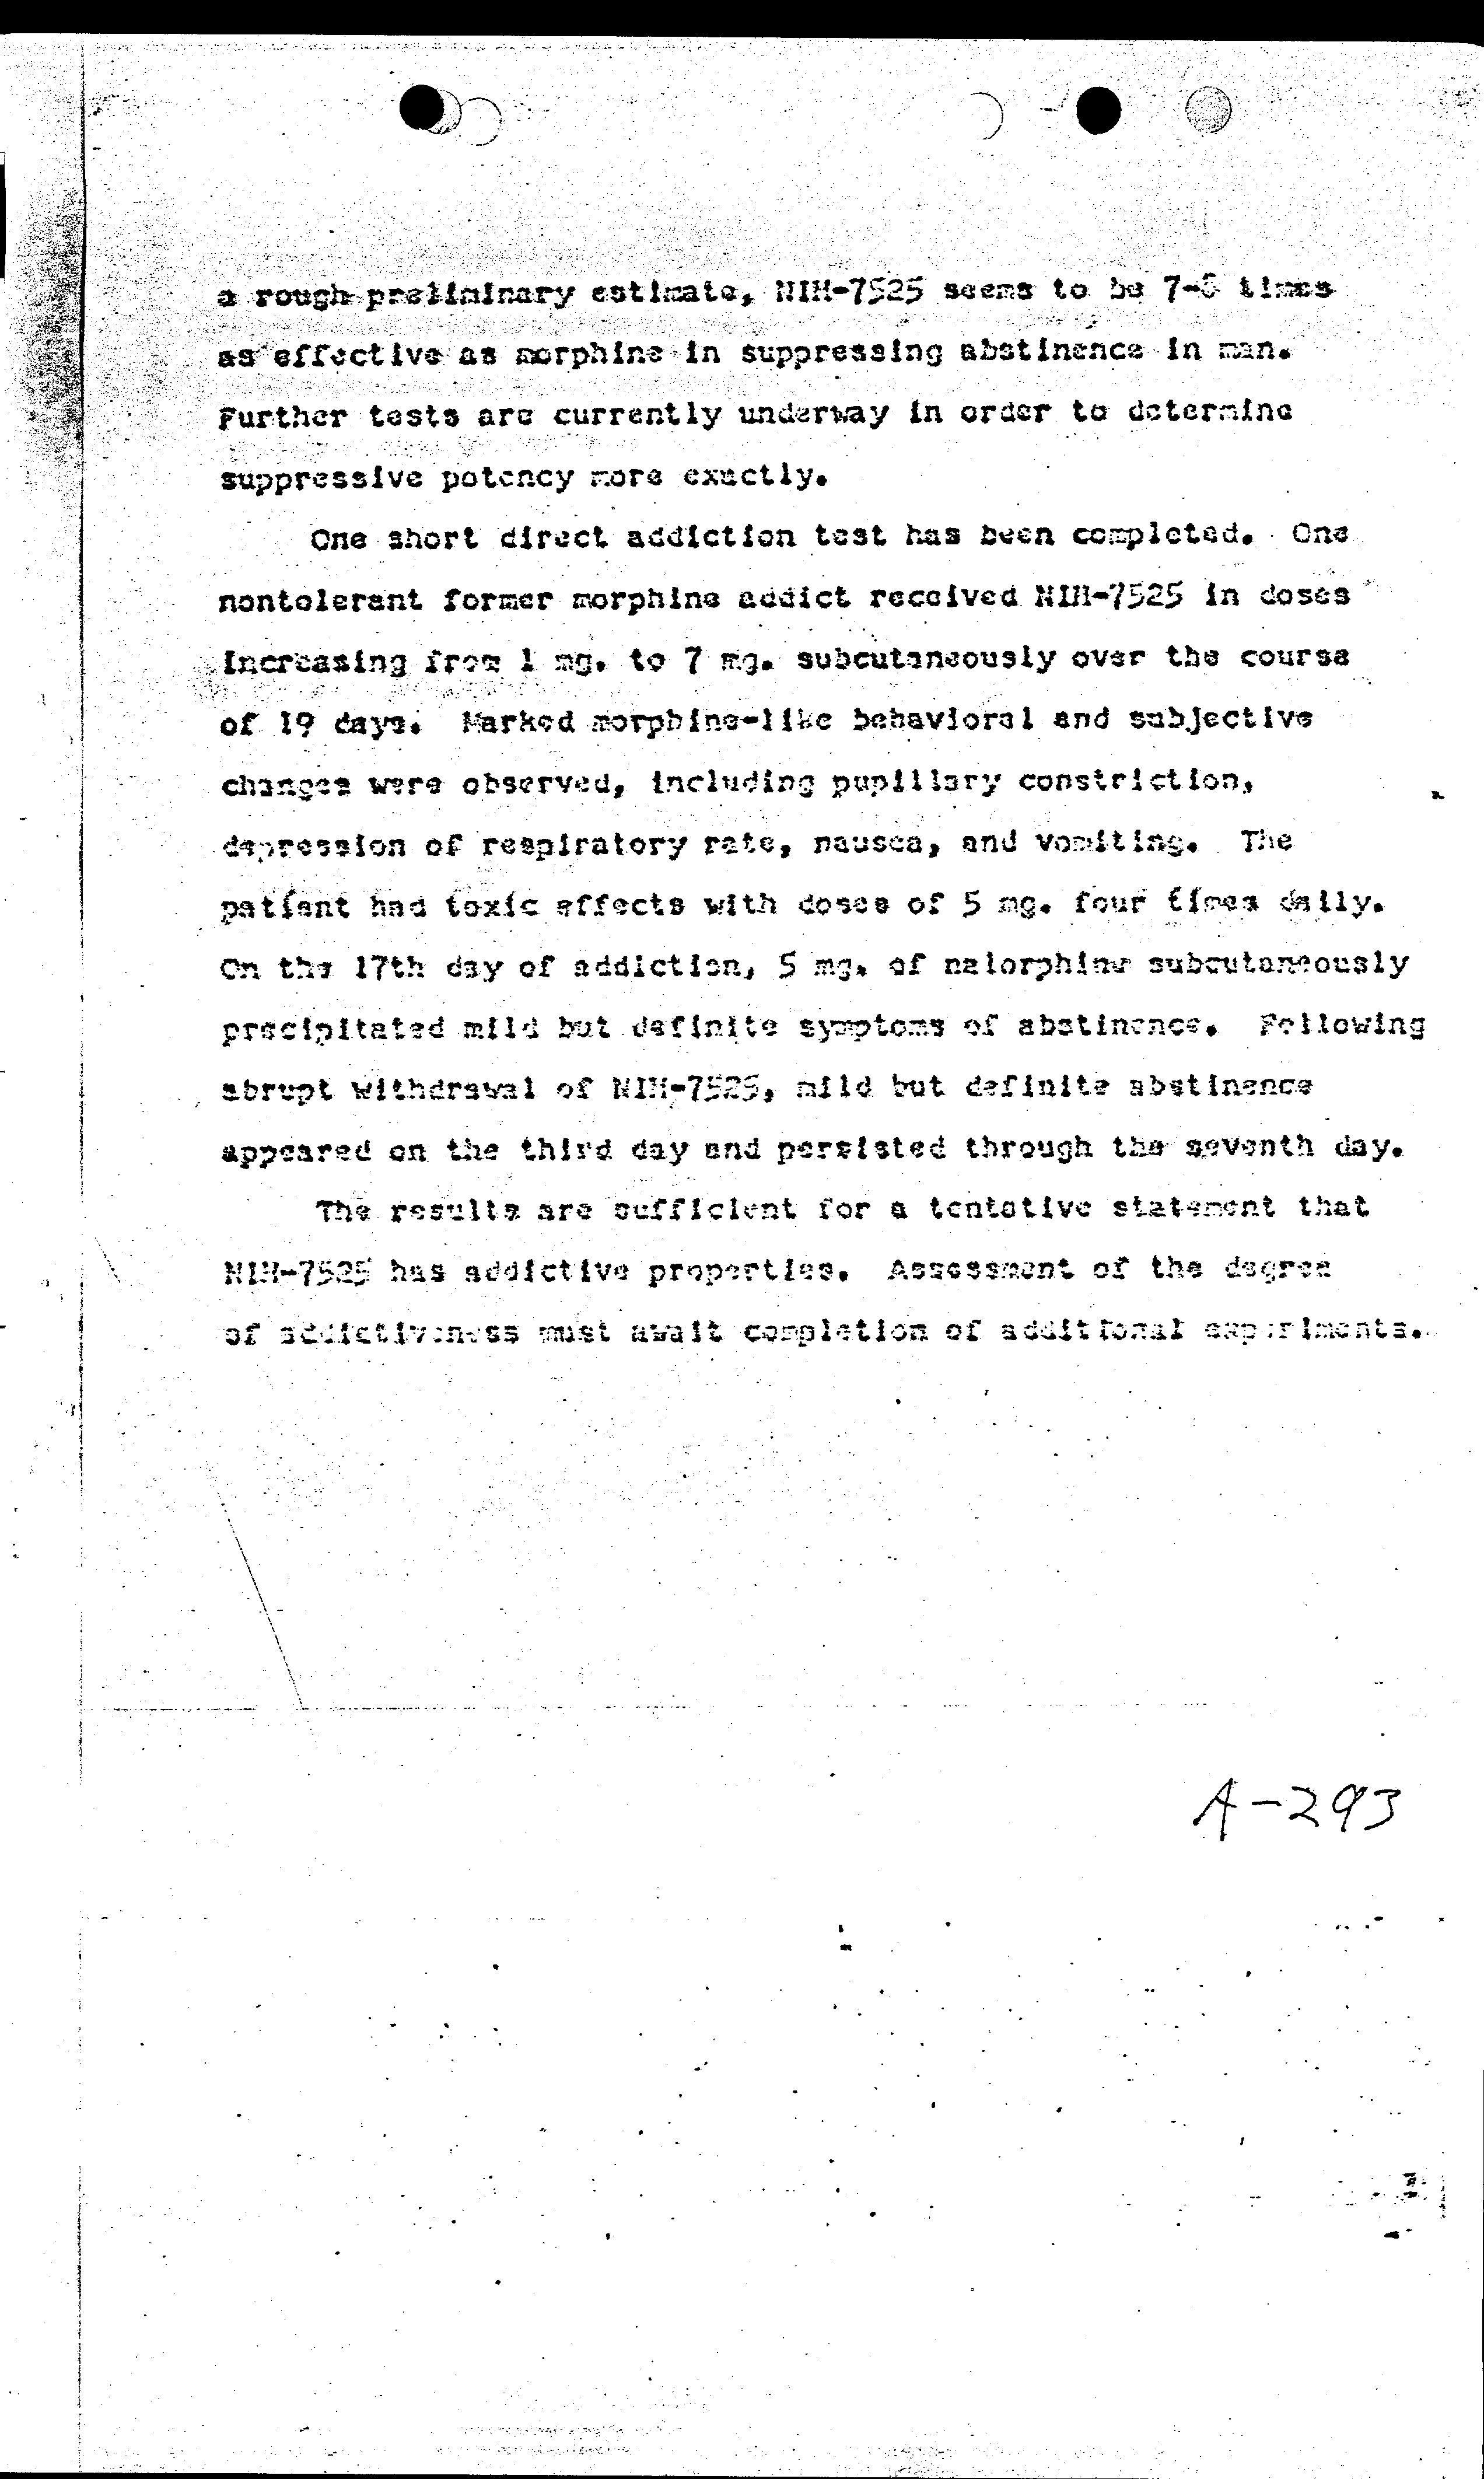 a rough preliminary estimate, NIH-7525 seems to be 7-8 times
as effective as morphine in suppressing abstinence in man.
Further tests are currently underway in order to determine
suppressive potency more exactly.
One short direct addiction test has been completed. One
nontolerant former morphine addict received NIH-7525 in doses
increasing from 1 mg. to 7 mg. subcutaneously over the course
of 19 days. Marked morphine-like behavioral and subjective
changes were observed, including pupillary constriction,
depression of respiratory rate, nausea, and vomiting. The
patient had toxic effects with doses of 5 mg. four times daily.
On the 17th day of addiction, 5 mg. of nalorphine subcutaneously
precipitated mild but definite symptoms of abstinence. Following
abrupt withdrawal of NIH-7525, mild but definite abstinence
appeared on the third day and persisted through the seventh day.
The results are sufficient for a tentative statement that
NIH-7525 has addictive properties. Assessment of the degree
of addictiveness must await completion of additional experiments.
A-293